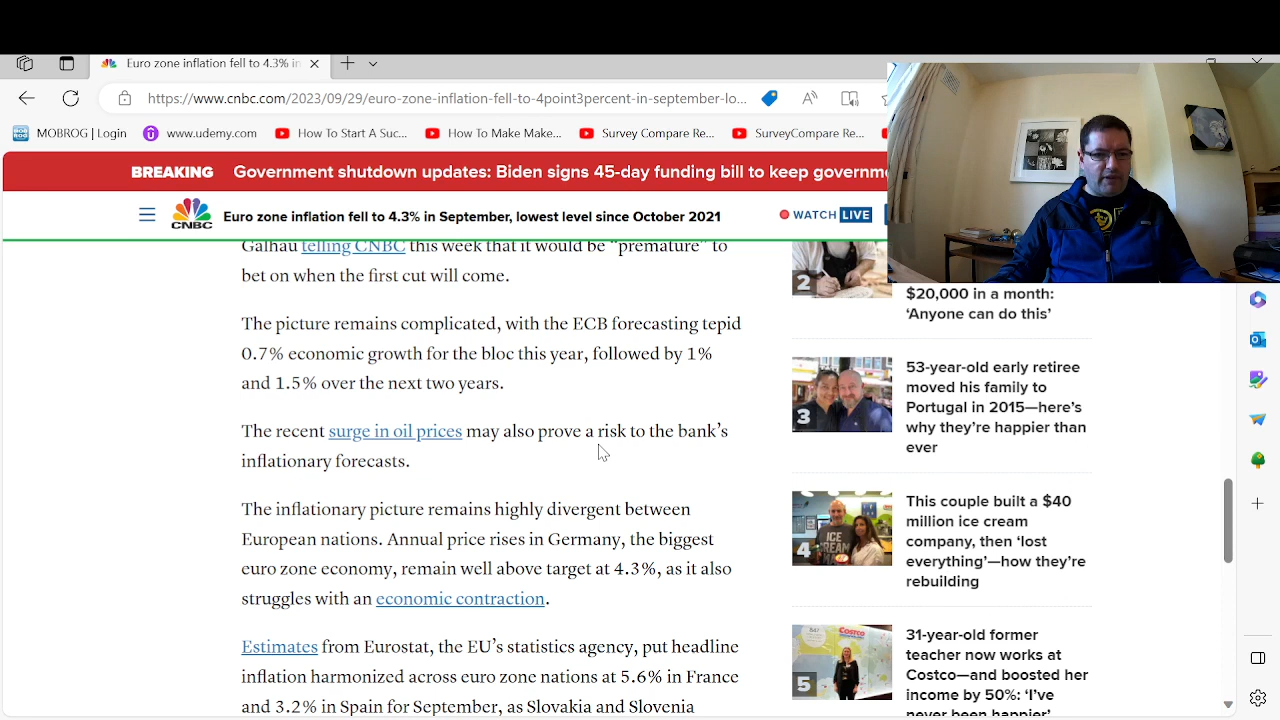 Euro zone inflation fell to 4.3% in
https://www.cnbc.com/2023/09/29/euro-zone-inflation-fell-to-4point3percent-in-september-lo...
MOBROG | Login
www.udemy.com
How To Start A Suc...
How To Make Make...
Survey Compare Re...
SurveyCompare Re...
BREAKING
Government shutdown updates: Biden signs 45-day funding bill to keep governme
CNBC
Euro zone inflation fell to 4.3% in September, lowest level since October 2021
WATCH LIVE
Galhau telling CNBC this week that it would be “premature” to
bet on when the first cut will come.
The picture remains complicated, with the ECB forecasting tepid
0.7% economic growth for the bloc this year, followed by 1%
and 1.5% over the next two years.
The recent surge in oil prices may also prove a risk to the bank’s
inflationary forecasts.
The inflationary picture remains highly divergent between
European nations. Annual price rises in Germany, the biggest
euro zone economy, remain well above target at 4.3%, as it also
struggles with an economic contraction.
Estimates from Eurostat, the EU’s statistics agency, put headline
inflation harmonized across euro zone nations at 5.6% in France
and 3.2% in Spain for September, as Slovakia and Slovenia
2
$20,000 in a month:
‘Anyone can do this’
3
53-year-old early retiree
moved his family to
Portugal in 2015—here’s
why they’re happier than
ever
4
ICE
CREAM
This couple built a $40
million ice cream
company, then ‘lost
everything’—how they’re
rebuilding
5
COSTCO
31-year-old former
teacher now works at
Costco—and boosted her
income by 50%: ‘I’ve
never been happier’